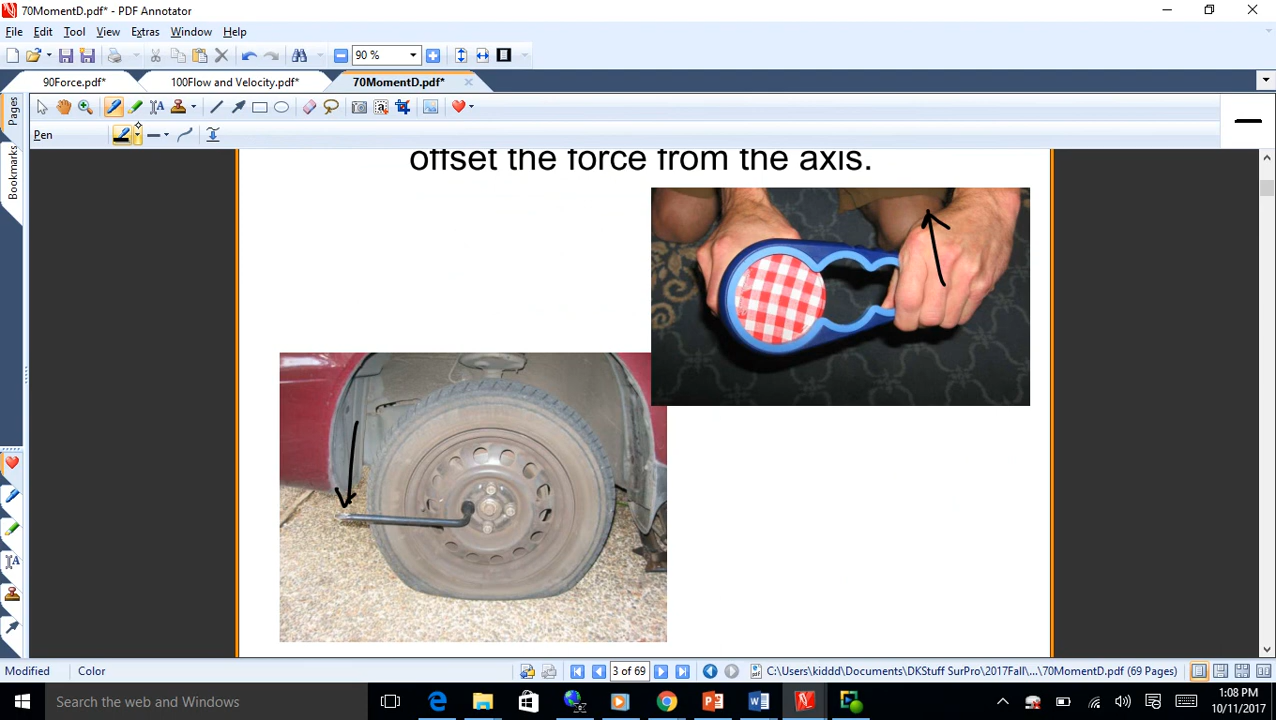 70MomentD.pdf* - PDF Annotator
File Edit Tool Extras View Window Help
90 %
90Force.pdf* 100Flow and Velocity.pdf* 70MomentD.pdf*
Pen
Pages
Bookmarks
offset the force from the axis.
Modified Color 3 of 69 C:\Users\kiddd\Documents\DKStuff SurPro\2017Fall\...\70MomentD.pdf (69 Pages)
Search the web and Windows
1:08 PM
10/11/2017